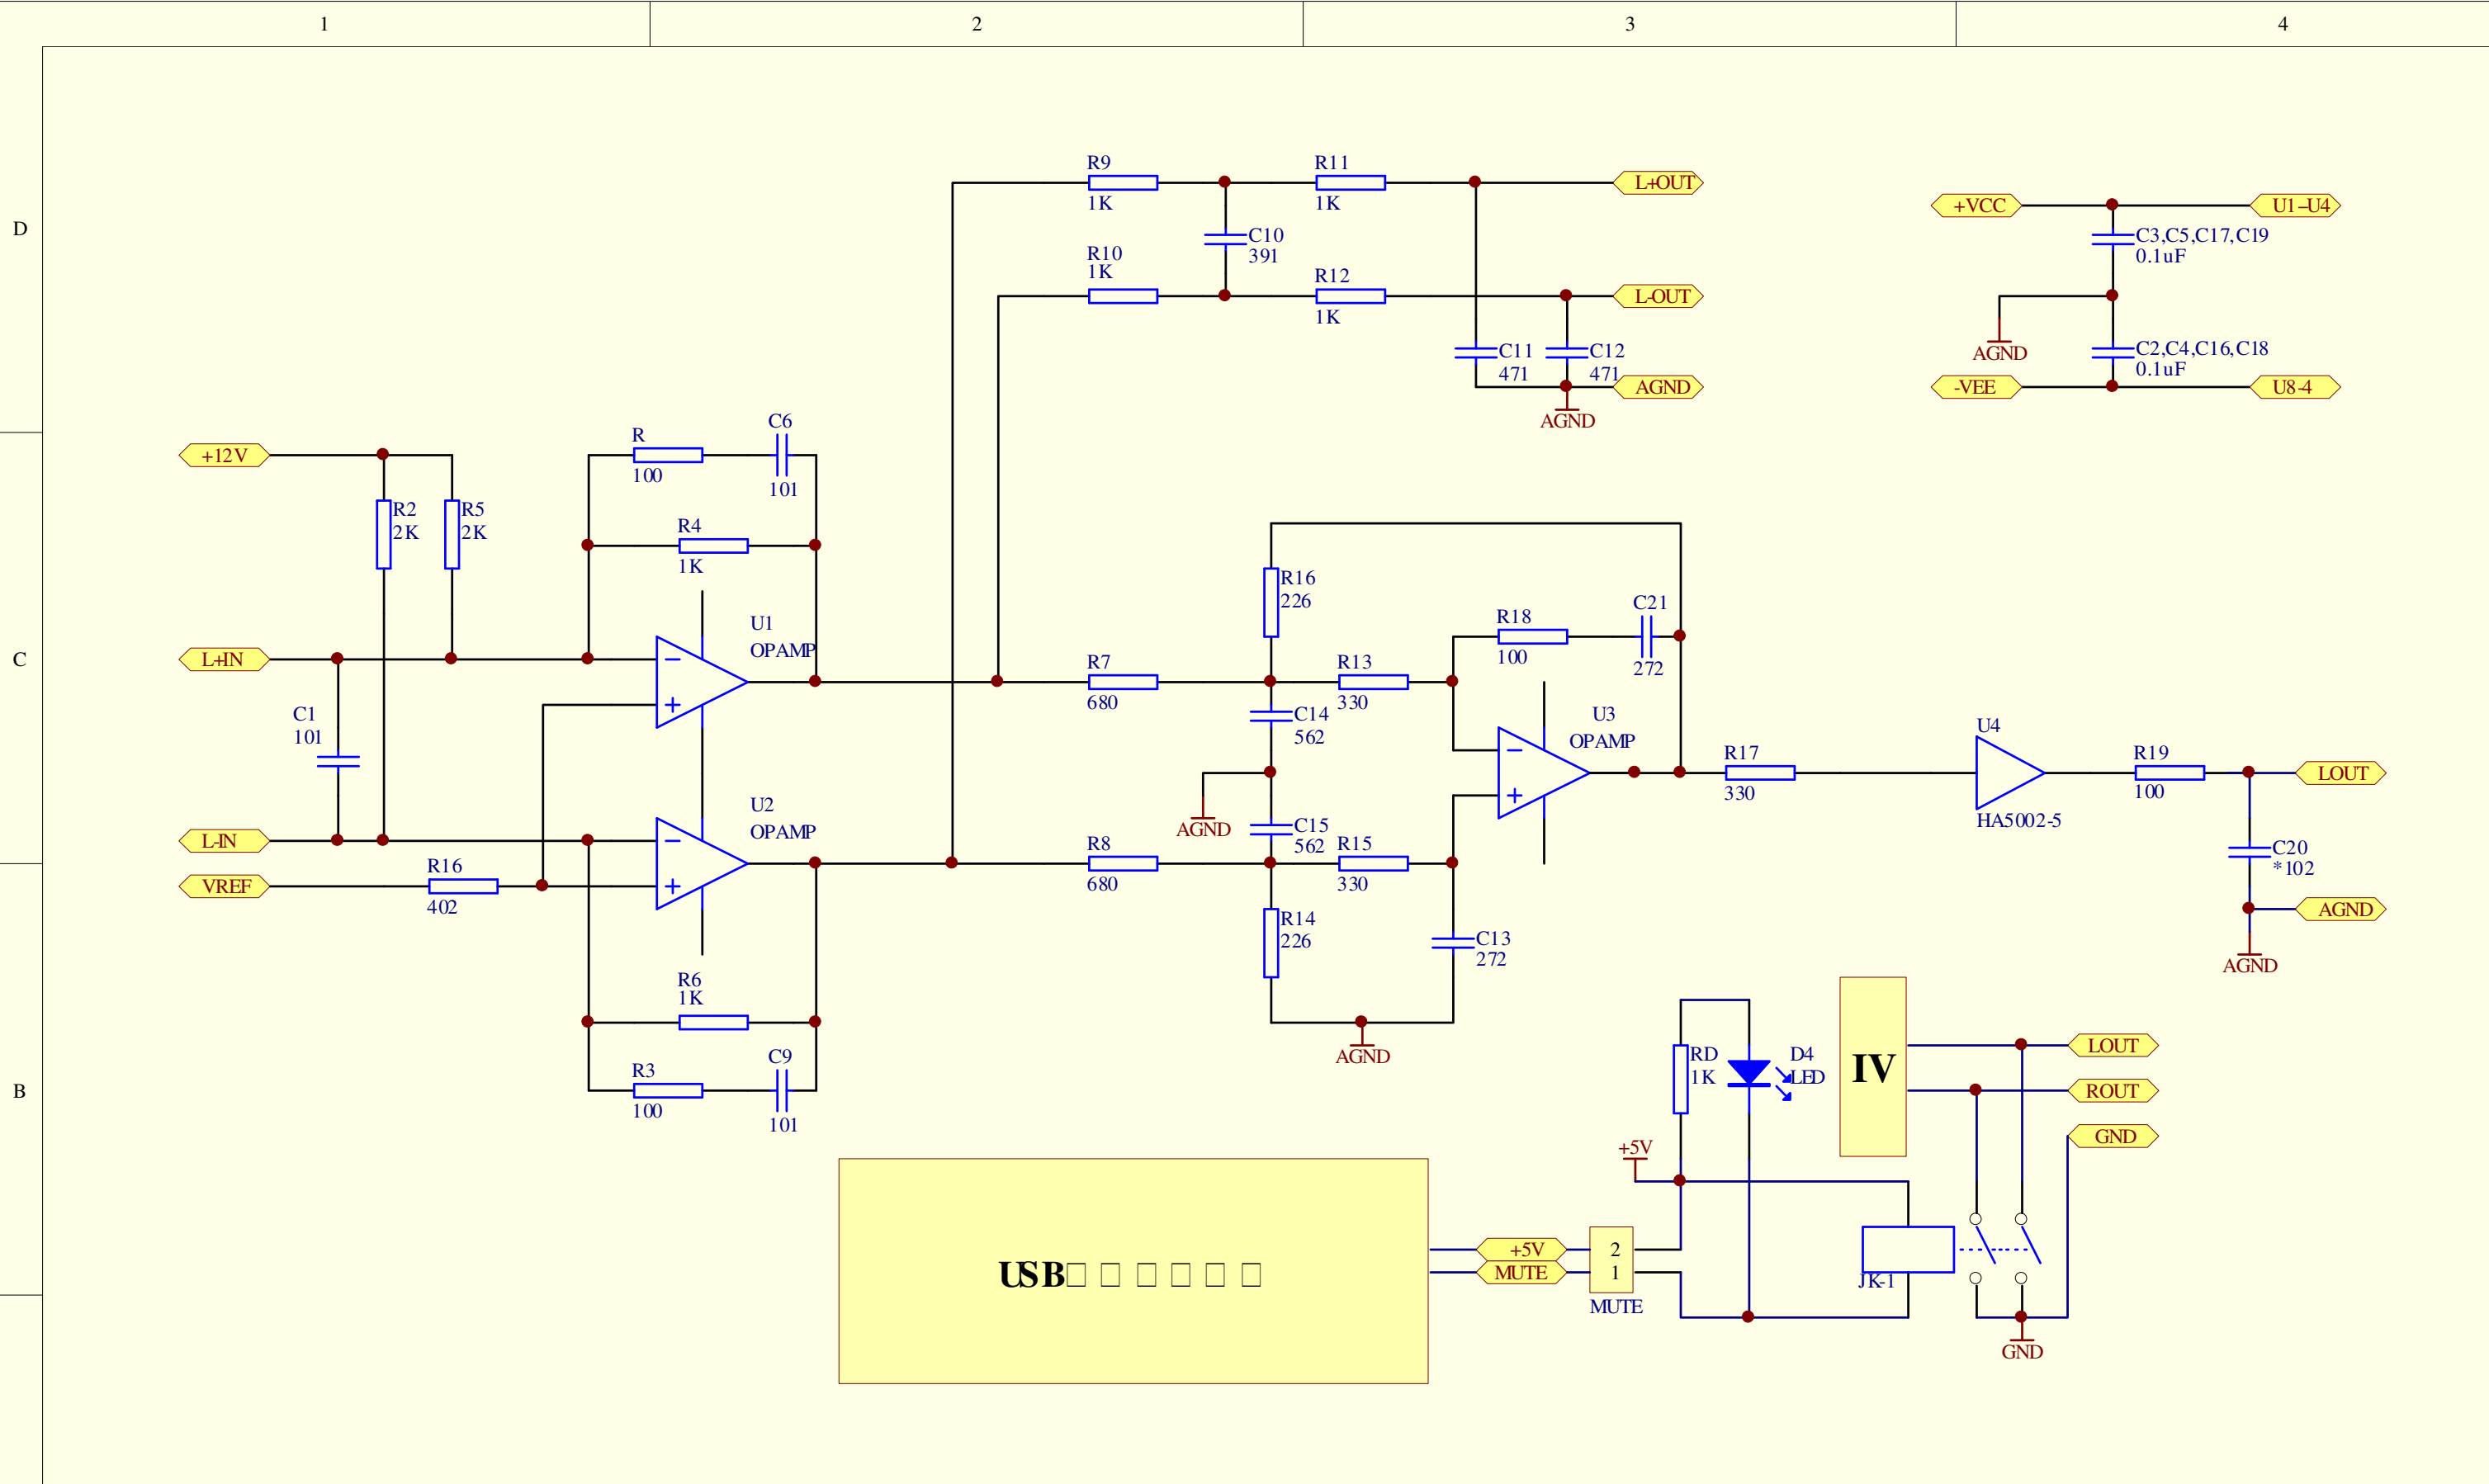 1
2
3
4
D
C
B
R9
1K
R11
1K
L+OUT
C10
391
R10
1K
R12
1K
L-OUT
C11
471
C12
471
AGND
AGND
+VCC
U1-U4
C3,C5,C17,C19
0.1uF
AGND
C2,C4,C16,C18
0.1uF
-VEE
U8-4
+12V
R2
2K
R5
2K
R
100
C6
101
R4
1K
U1
OPAMP
L+IN
C1
101
L-IN
VREF
R16
402
U2
OPAMP
R6
1K
R3
100
C9
101
R7
680
R8
680
R16
226
R13
330
C14
562
AGND
C15
562
R15
330
R14
226
C13
272
AGND
R18
100
C21
272
U3
OPAMP
R17
330
U4
HA5002-5
R19
100
LOUT
C20
*102
AGND
AGND
RD
1K
D4
LED
IV
LOUT
ROUT
GND
+5V
USB
+5V
MUTE
2
1
MUTE
JK-1
GND